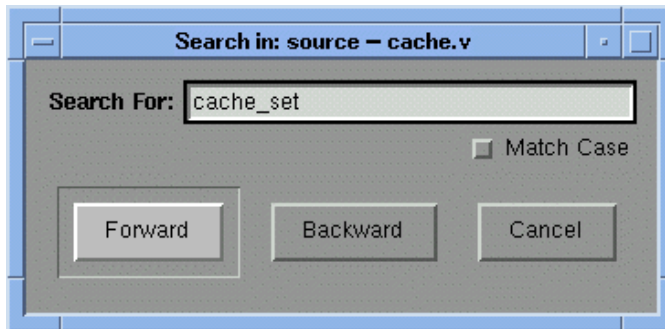 Search in: source – cache.v
Search For: cache_set
Match Case
Forward Backward Cancel